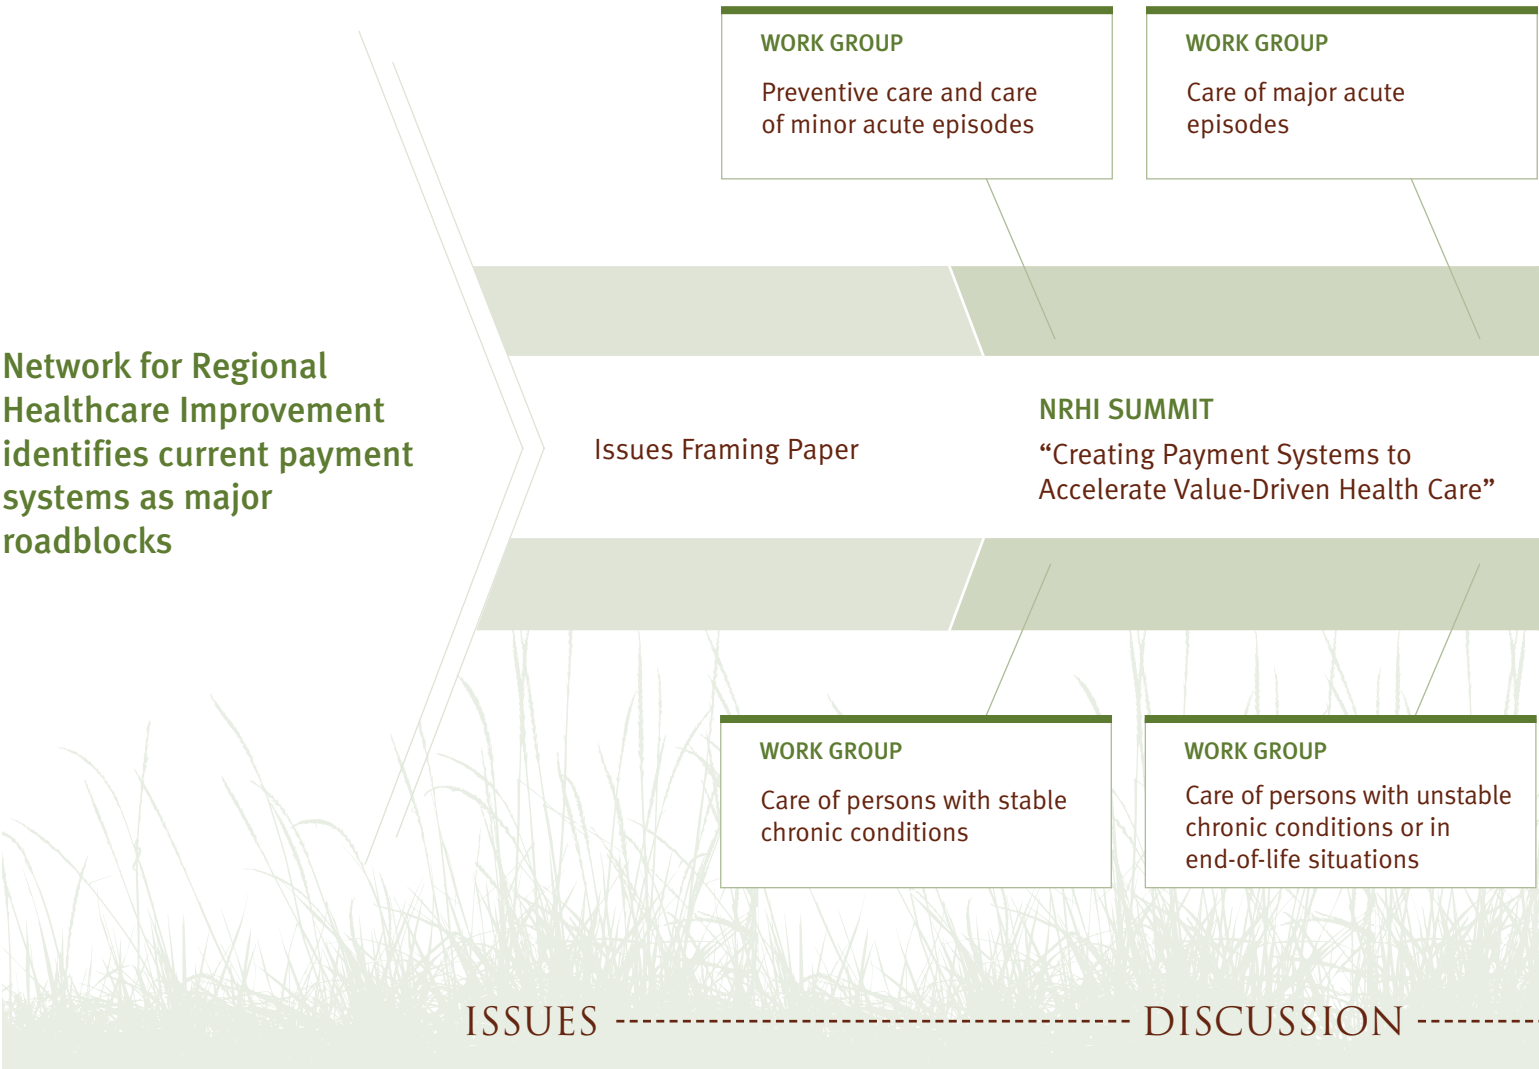 WORK GROUP
Preventive care and care
of minor acute episodes
WORK GROUP
Care of major acute
episodes
Network for Regional
Healthcare Improvement
identifies current payment
systems as major
roadblocks
Issues Framing Paper
NRHI SUMMIT
“Creating Payment Systems to
Accelerate Value-Driven Health Care”
WORK GROUP
Care of persons with stable
chronic conditions
WORK GROUP
Care of persons with unstable
chronic conditions or in
end-of-life situations
ISSUES
DISCUSSION